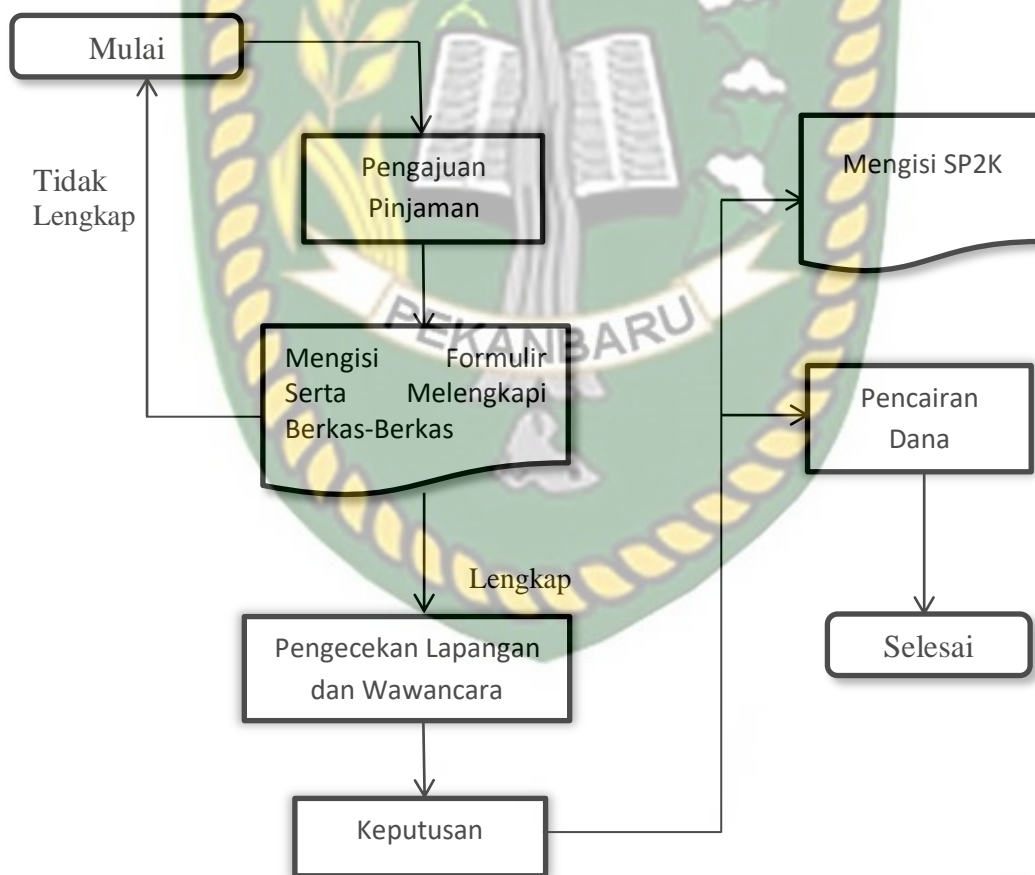 Mulai
Pengajuan
Pinjaman
Tidak
Lengkap
Mengisi Formulir
Serta Melengkapi
Berkas-Berkas
PEKANBARU
Lengkap
Pengecekan Lapangan
dan Wawancara
Keputusan
Mengisi SP2K
Pencairan
Dana
Selesai